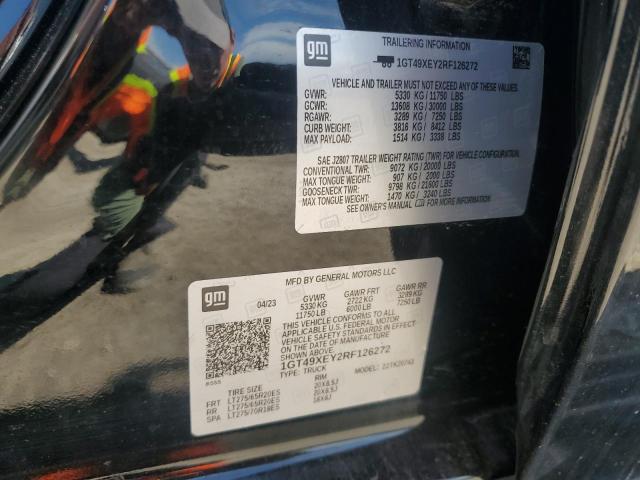 gm
TRAILERING INFORMATION
1GT49XEY2RF126272
VEHICLE AND TRAILER MUST NOT EXCEED ANY OF THESE VALUES.
GVWR: 5330 KG / 11750 LBS
GCWR: 13608 KG / 30000 LBS
RGAWR: 3289 KG / 7250 LBS
CURB WEIGHT: 3816 KG / 8412 LBS
MAX PAYLOAD: 1514 KG / 3338 LBS
SAE J2807 TRAILER WEIGHT RATING (TWR) FOR VEHICLE CONFIGURATION.
CONVENTIONAL TWR: 9072 KG / 20000 LBS
MAX TONGUE WEIGHT: 907 KG / 2000 LBS
GOOSENECK TWR: 9798 KG / 21600 LBS
MAX TONGUE WEIGHT: 1470 KG / 3240 LBS
SEE OWNER'S MANUAL FOR MORE INFORMATION
gm
MFD BY GENERAL MOTORS LLC
04/23 GVWR GAWR FRT GAWR RR
5330KG 2722 KG 3289 KG
11750LB 6000 LB 7250 LB
THIS VEHICLE CONFORMS TO ALL
APPLICABLE U.S. FEDERAL MOTOR
VEHICLE SAFETY STANDARDS IN
EFFECT ON THE DATE OF MANUFACTURE
SHOWN ABOVE.
1GT49XEY2RF126272
TYPE: TRUCK MODEL:
TIRE SIZE RIM
FRT LT275/65R20ES 20X8.5J
RR LT275/65R20ES 20X8.5J
SPA LT275/70R18ES 18X8J